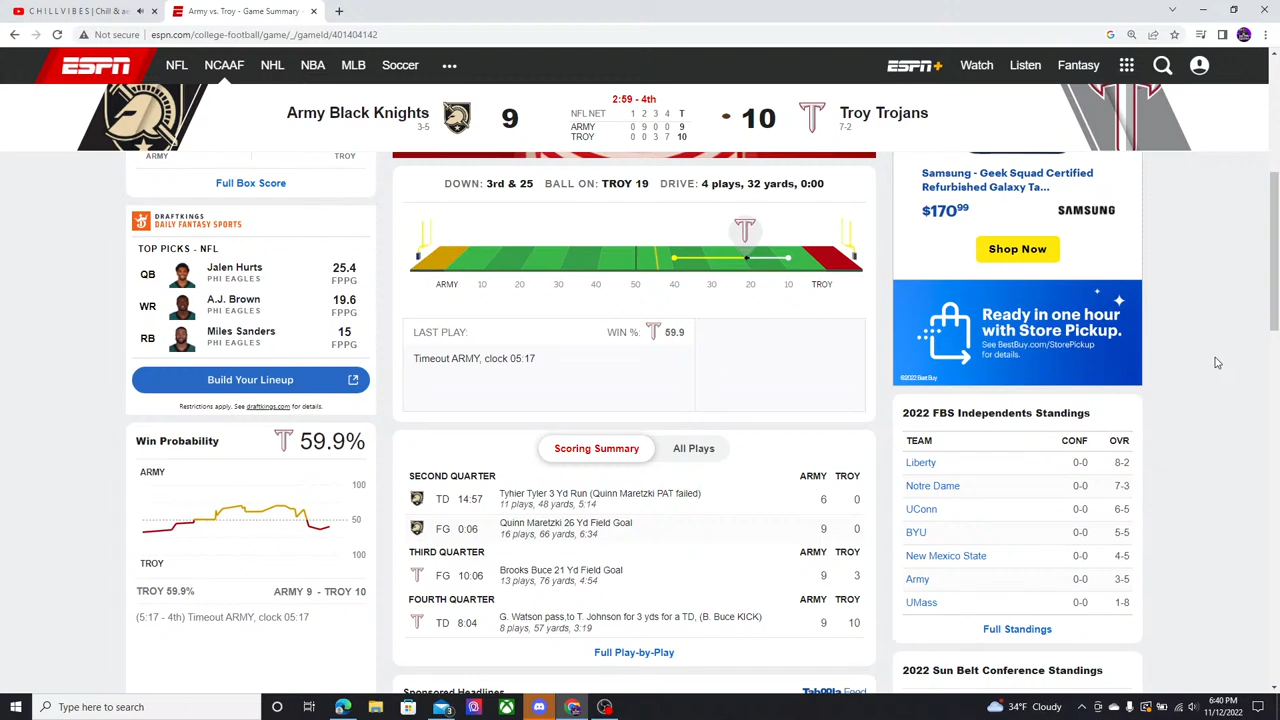 C H I L L V I B E S | Chill & ae
Army vs. Troy - Game Summary -
Not secure | espn.com/college-football/game/_/gameId/401404142
ESPN NFL NCAAF NHL NBA MLB Soccer ••• ESPN+ Watch Listen Fantasy
Army Black Knights 3-5 9
2:59 - 4th
NFL NET 1 2 3 4 T
ARMY 0 9 0 0 9
TROY 0 0 3 7 10
10 Troy Trojans 7-2
ARMY TROY
Full Box Score
DRAFTKINGS
DAILY FANTASY SPORTS
TOP PICKS - NFL
QB Jalen Hurts 25.4
PHI EAGLES FPPG
WR A.J. Brown 19.6
PHI EAGLES FPPG
RB Miles Sanders 15
PHI EAGLES FPPG
Build Your Lineup
Restrictions apply. See draftkings.com for details.
Win Probability T 59.9%
ARMY
100
50
100
TROY
TROY 59.9% ARMY 9 - TROY 10
(5:17 - 4th) Timeout ARMY, clock 05:17
DOWN: 3rd & 25 BALL ON: TROY 19 DRIVE: 4 plays, 32 yards, 0:00
T
ARMY 10 20 30 40 50 40 30 20 10 TROY
LAST PLAY: WIN %: T 59.9
Timeout ARMY, clock 05:17
Scoring Summary All Plays
SECOND QUARTER ARMY TROY
TD 14:57 Tyhier Tyler 3 Yd Run (Quinn Maretzki PAT failed) 6 0
11 plays, 48 yards, 5:14
FG 0:06 Quinn Maretzki 26 Yd Field Goal 9 0
16 plays, 66 yards, 6:34
THIRD QUARTER ARMY TROY
FG 10:06 Brooks Buce 21 Yd Field Goal 9 3
13 plays, 76 yards, 4:54
FOURTH QUARTER ARMY TROY
TD 8:04 G. Watson pass,to T. Johnson for 3 yds for a TD, (B. Buce KICK) 9 10
8 plays, 57 yards, 3:19
Full Play-by-Play
Sponsored Headlines Feed
Samsung - Geek Squad Certified
Refurbished Galaxy Ta...
$170⁹⁹ SAMSUNG
Shop Now
Ready in one hour
with Store Pickup.
See BestBuy.com/StorePickup
for details.
©2022 Best Buy
2022 FBS Independents Standings
TEAM CONF OVR
Liberty 0-0 8-2
Notre Dame 0-0 7-3
UConn 0-0 6-5
BYU 0-0 5-5
New Mexico State 0-0 4-5
Army 0-0 3-5
UMass 0-0 1-8
Full Standings
2022 Sun Belt Conference Standings
Type here to search
34°F Cloudy
6:40 PM
11/12/2022